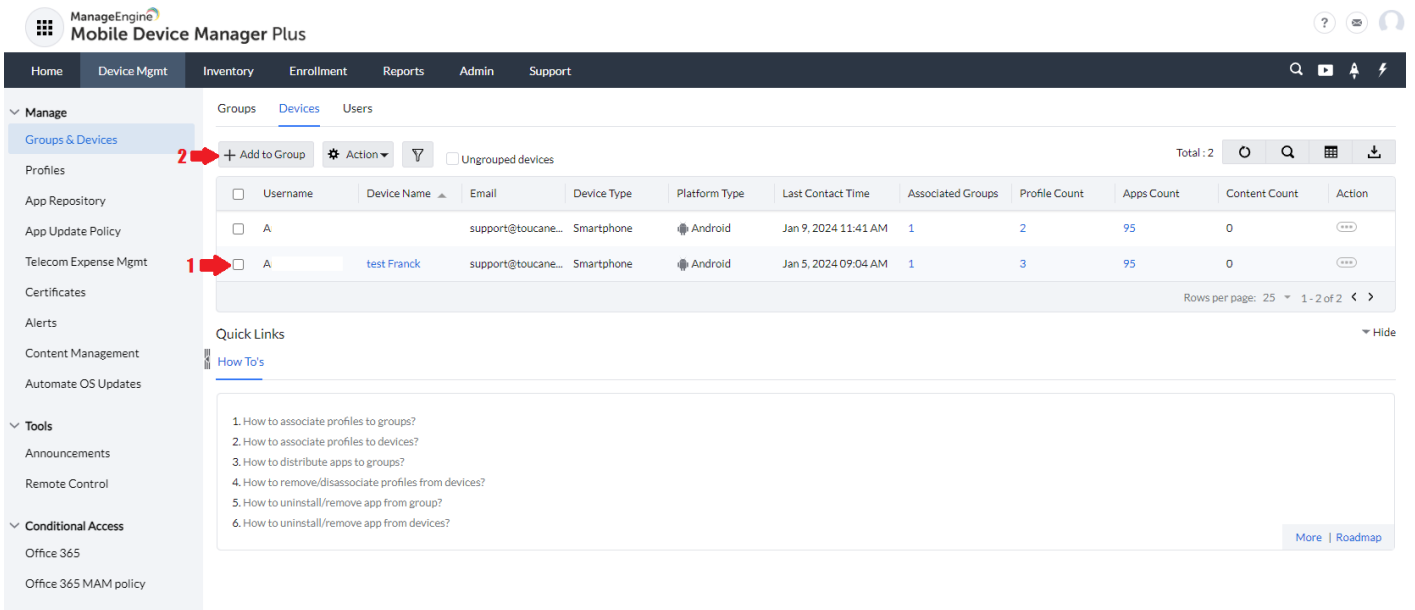 ManageEngine
Mobile Device Manager Plus
?
Home Device Mgmt Inventory Enrollment Reports Admin Support
Manage
Groups & Devices
Profiles
App Repository
App Update Policy
Telecom Expense Mgmt
Certificates
Alerts
Content Management
Automate OS Updates
Tools
Announcements
Remote Control
Conditional Access
Office 365
Office 365 MAM policy
Groups Devices Users
2 + Add to Group Action Ungrouped devices Total : 2
Username Device Name Email Device Type Platform Type Last Contact Time Associated Groups Profile Count Apps Count Content Count Action
A support@toucane... Smartphone Android Jan 9, 2024 11:41 AM 1 2 95 0
1 A test Franck support@toucane... Smartphone Android Jan 5, 2024 09:04 AM 1 3 95 0
Rows per page: 25 1 - 2 of 2
Quick Links Hide
How To's
1. How to associate profiles to groups?
2. How to associate profiles to devices?
3. How to distribute apps to groups?
4. How to remove/disassociate profiles from devices?
5. How to uninstall/remove app from group?
6. How to uninstall/remove app from devices?
More | Roadmap